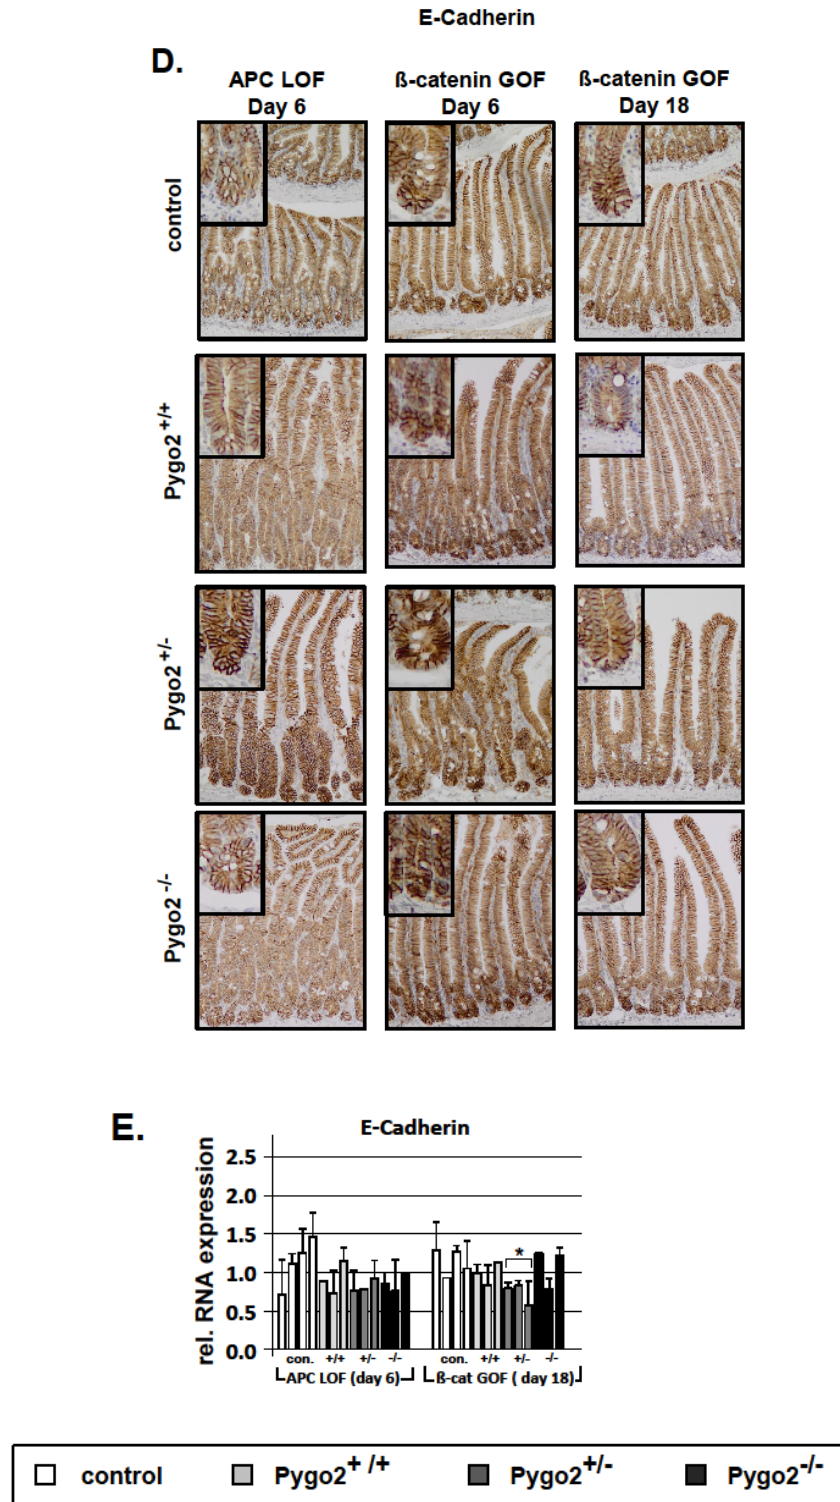 E-Cadherin
D.
APC LOF
Day 6
ß-catenin GOF
Day 6
ß-catenin GOF
Day 18
control
Pygo2 +/+
Pygo2 +/-
Pygo2 -/-
E.
E-Cadherin
rel. RNA expression
2.5
2.0
1.5
1.0
0.5
0.0
*
con. +/+ +/- -/- con. +/+ +/- -/-
APC LOF (day 6) ß-cat GOF ( day 18)
control Pygo2+ /+ Pygo2+/- Pygo2-/-